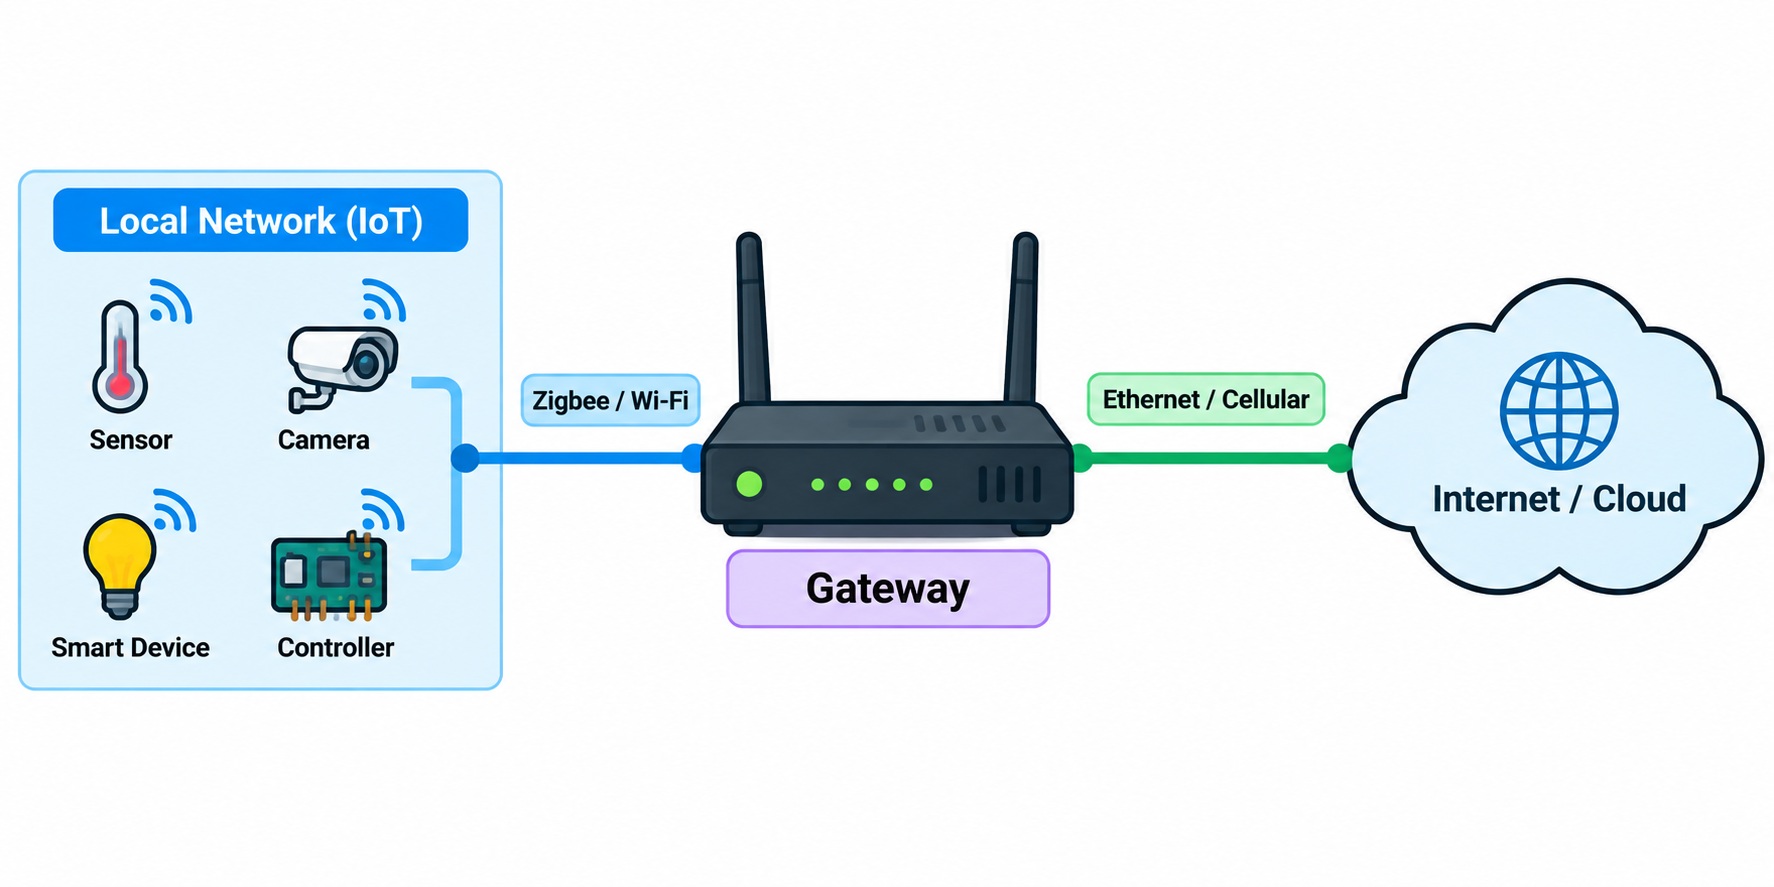 Local Network (IoT)
Sensor
Camera
Smart Device
Controller
Zigbee / Wi-Fi
Gateway
Ethernet / Cellular
Internet / Cloud